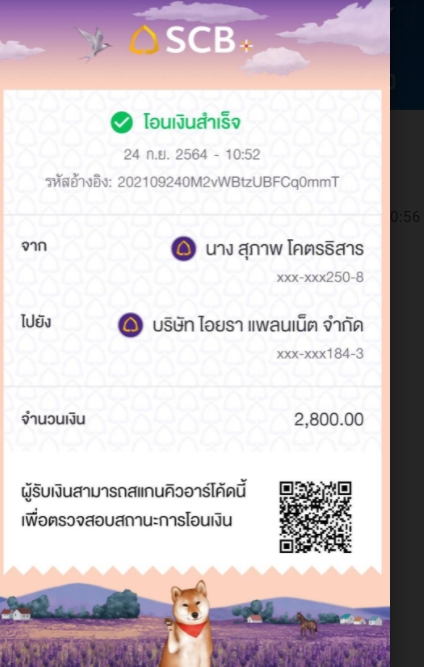 SCB
โอนเงินสำเร็จ
24 ก.ย. 2564 - 10:52
รหัสอ้างอิง: 202109240M2vWBtzUBFCq0mmT
จาก
นาง สุภาพ โคตรธิสาร
xxx-xxx250-8
ไปยัง
บริษัท ไอยรา แพลนเน็ต จำกัด
xxx-xxx184-3
จำนวนเงิน 2,800.00
ผู้รับเงินสามารถสแกนคิวอาร์โค้ดนี้
เพื่อตรวจสอบสถานะการโอนเงิน